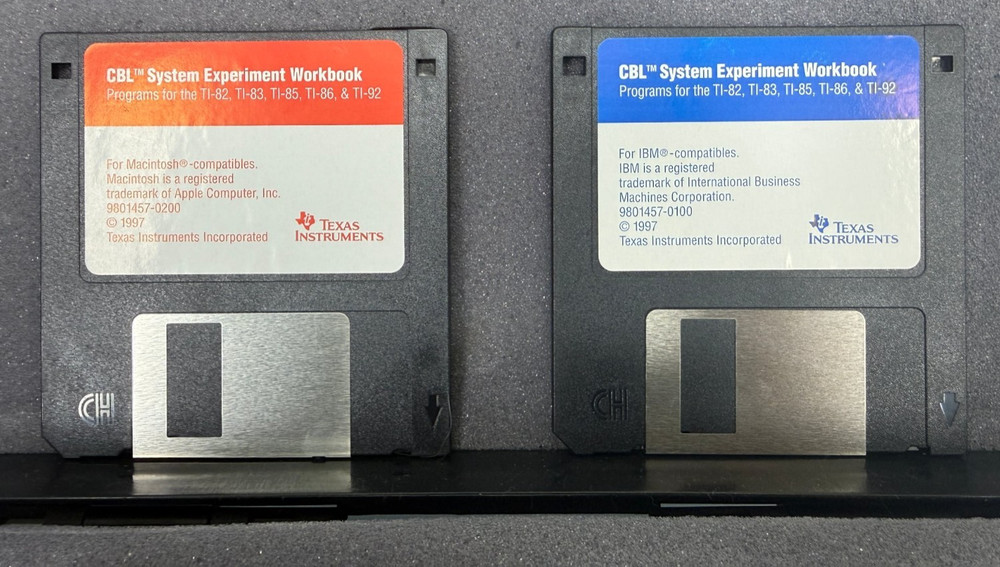 CBL™ System Experiment Workbook
Programs for the TI-82, TI-83, TI-85, TI-86, & TI-92
For Macintosh®-compatibles.
Macintosh is a registered
trademark of Apple Computer, Inc.
9801457-0200
© 1997
Texas Instruments Incorporated
TEXAS
INSTRUMENTS
CH
CBL™ System Experiment Workbook
Programs for the TI-82, TI-83, TI-85, TI-86, & TI-92
For IBM®-compatibles.
IBM is a registered
trademark of International Business
Machines Corporation.
9801457-0100
© 1997
Texas Instruments Incorporated
TEXAS
INSTRUMENTS
CH